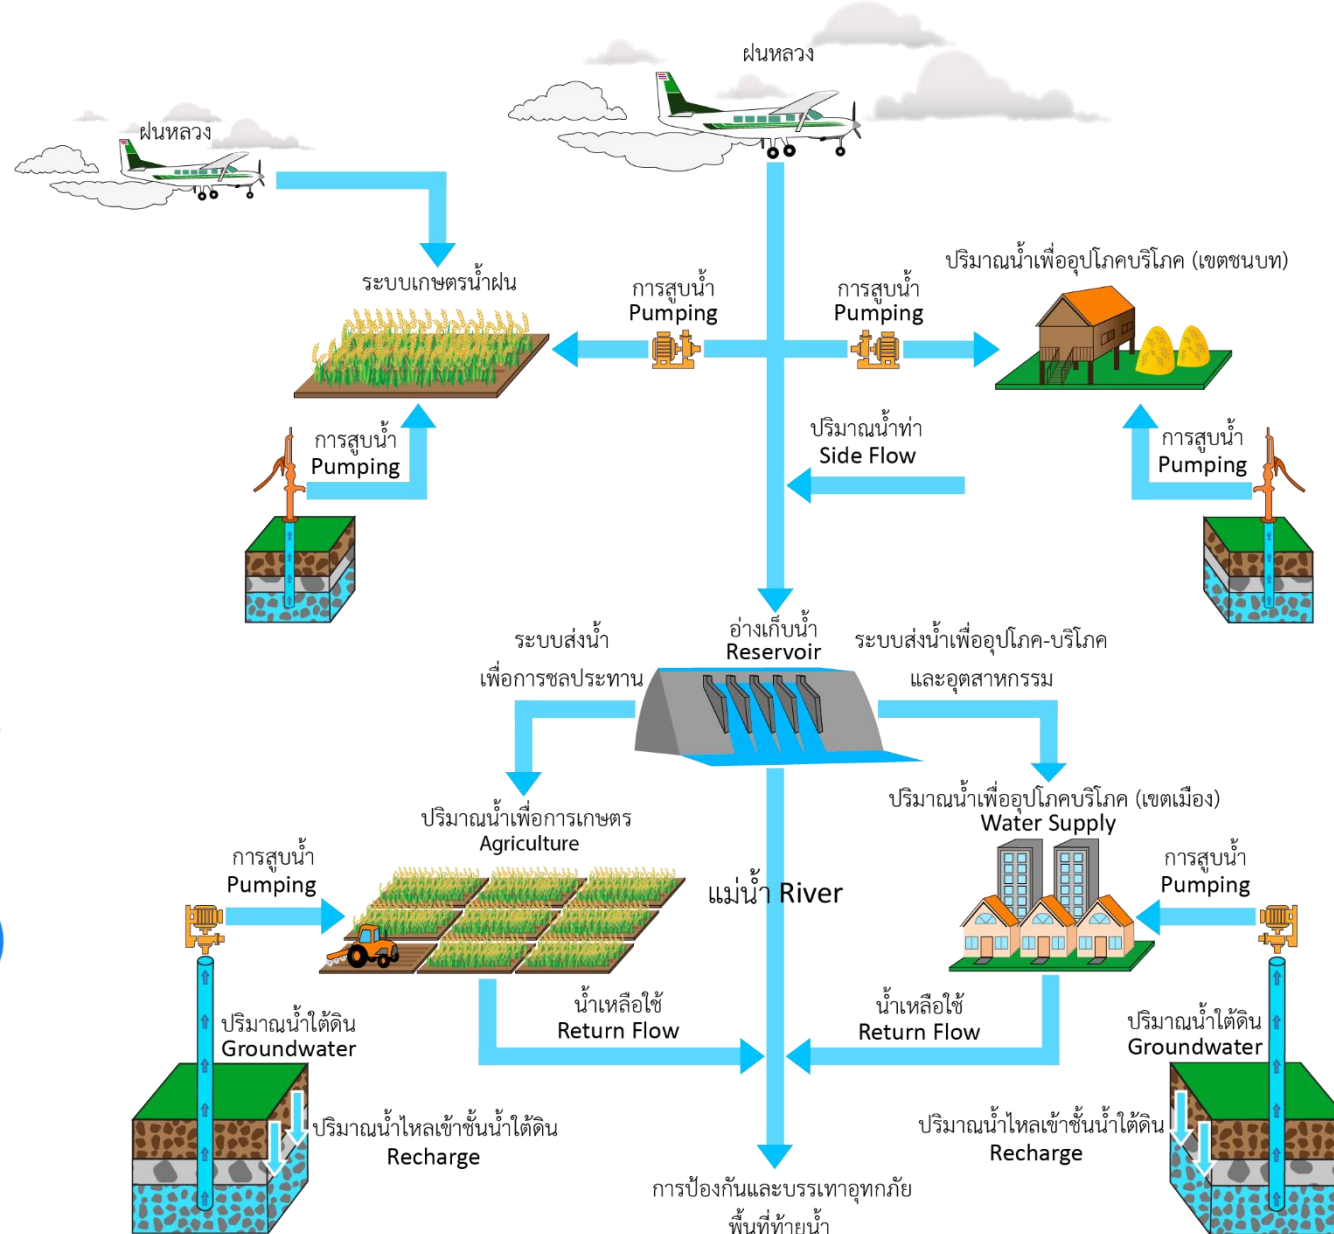 ฝนหลวง
ฝนหลวง
ระบบเกษตรน้ำฝน
การสูบน้ำ
Pumping
การสูบน้ำ
Pumping
ปริมาณน้ำเพื่ออุปโภคบริโภค (เขตชนบท)
การสูบน้ำ
Pumping
ปริมาณน้ำท่า
Side Flow
การสูบน้ำ
Pumping
ระบบส่งน้ำ
เพื่อการชลประทาน
อ่างเก็บน้ำ
Reservoir
ระบบส่งน้ำเพื่ออุปโภค-บริโภค
และอุตสาหกรรม
ปริมาณน้ำเพื่อการเกษตร
Agriculture
ปริมาณน้ำเพื่ออุปโภคบริโภค (เขตเมือง)
Water Supply
การสูบน้ำ
Pumping
แม่น้ำ River
การสูบน้ำ
Pumping
ปริมาณน้ำใต้ดิน
Groundwater
น้ำเหลือใช้
Return Flow
น้ำเหลือใช้
Return Flow
ปริมาณน้ำใต้ดิน
Groundwater
ปริมาณน้ำไหลเข้าชั้นน้ำใต้ดิน
Recharge
ปริมาณน้ำไหลเข้าชั้นน้ำใต้ดิน
Recharge
การป้องกันและบรรเทาอุทกภัย
พื้นที่ท้ายน้ำ